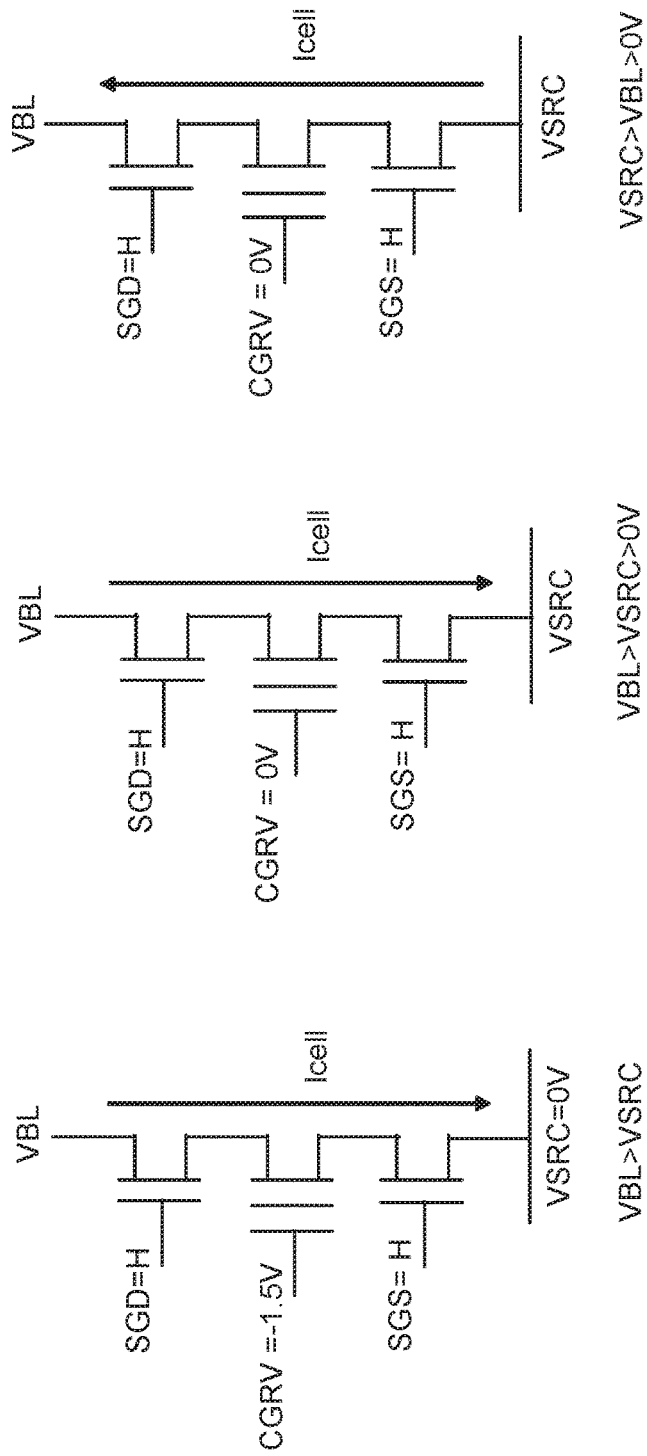 VBL
SGD=H
CGRV =-1.5V
Icell
SGS= H
VSRC=0V
VBL>VSRC
VBL
SGD=H
CGRV = 0V
Icell
SGS= H
VSRC
VBL>VSRC>0V
VBL
SGD=H
CGRV = 0V
Icell
SGS= H
VSRC
VSRC>VBL>0V